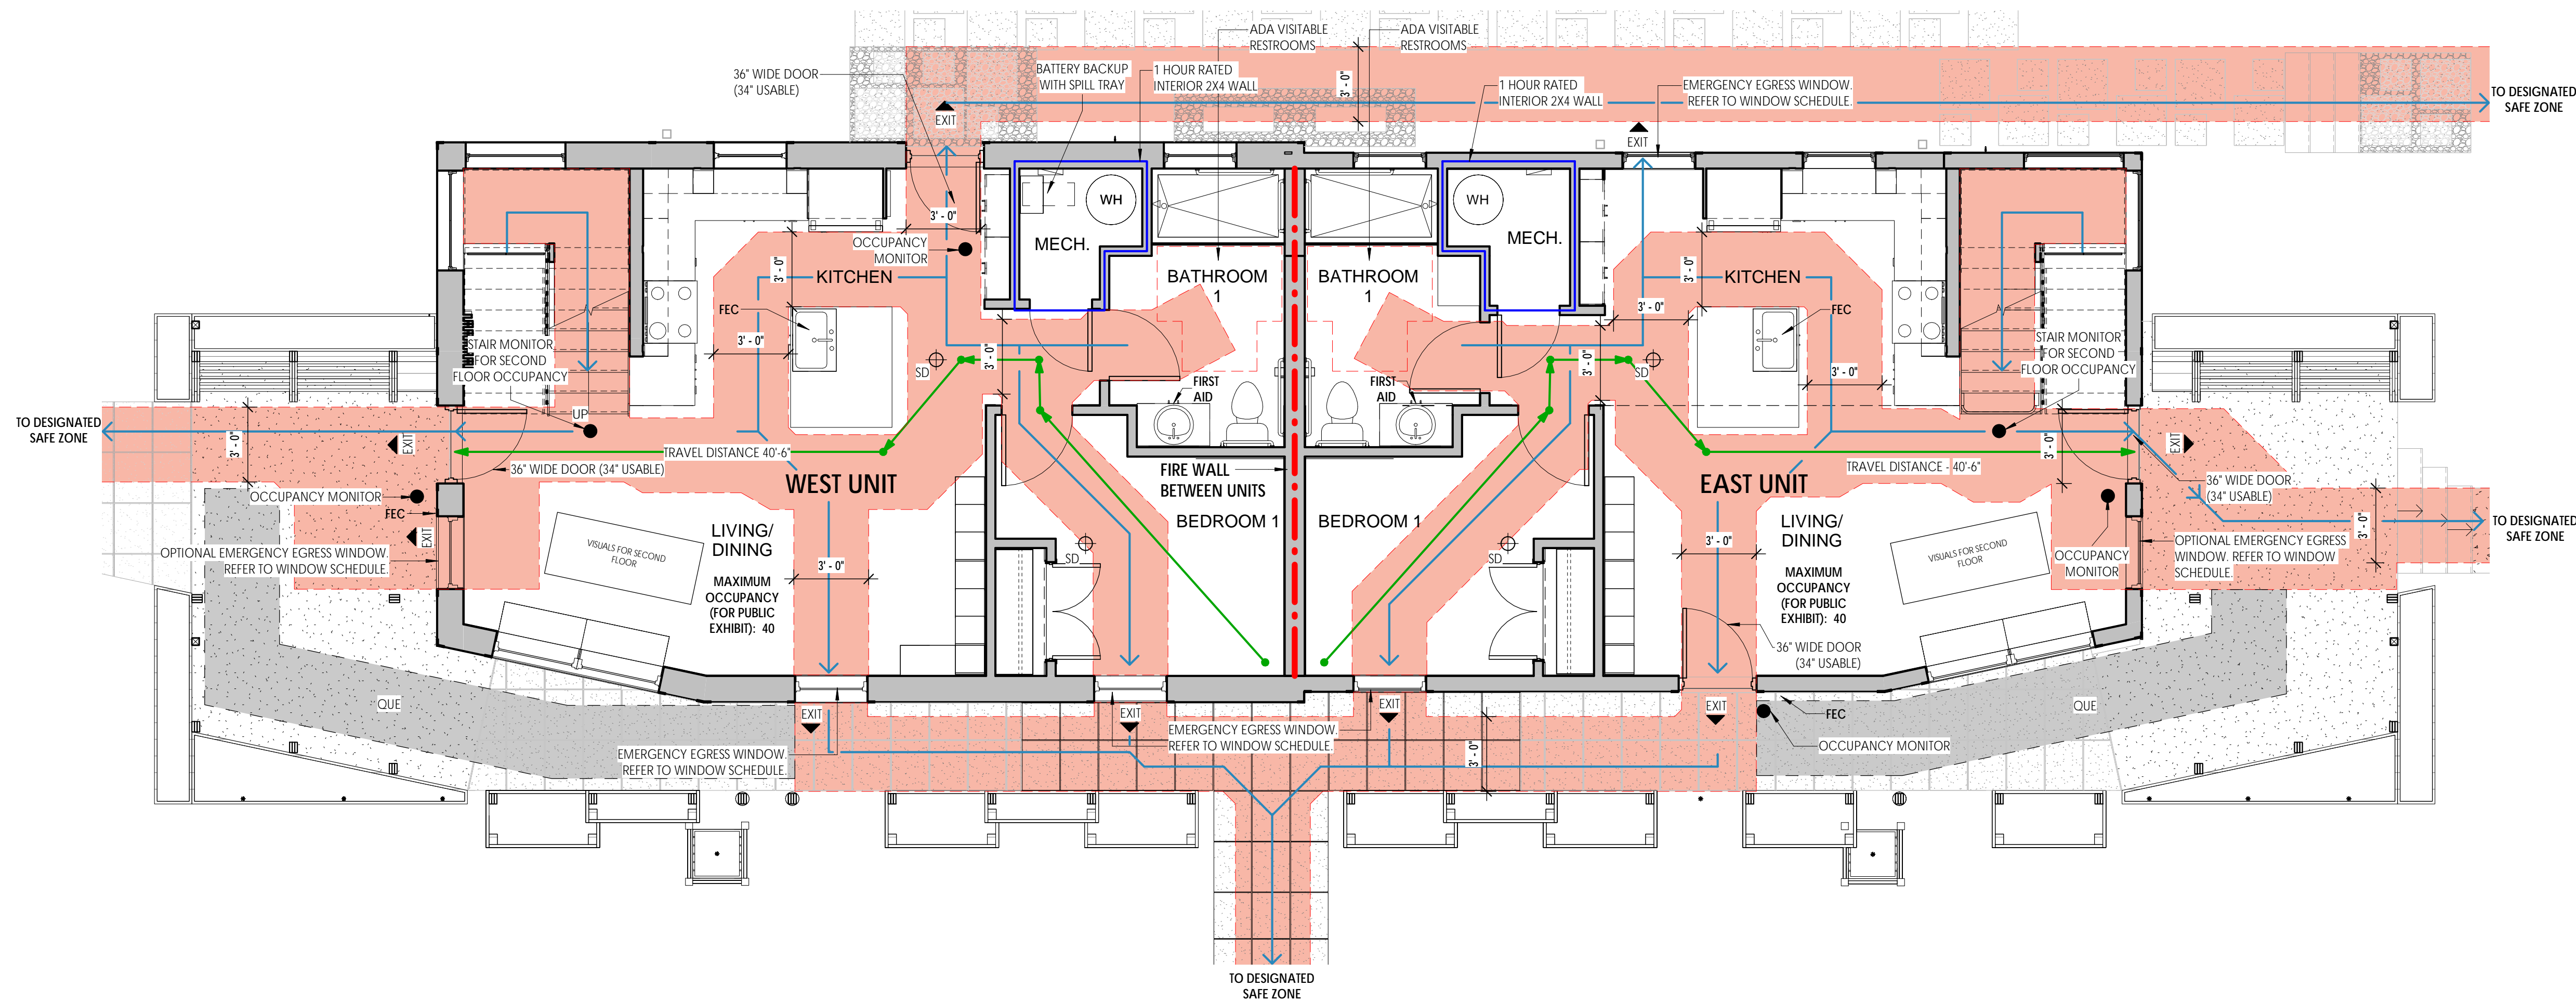 ADA VISITABLE
RESTROOMS
ADA VISITABLE
RESTROOMS
36" WIDE DOOR
(34" USABLE)
BATTERY BACKUP
WITH SPILL TRAY
1 HOUR RATED
INTERIOR 2X4 WALL
3' - 0"
1 HOUR RATED
INTERIOR 2X4 WALL
EMERGENCY EGRESS WINDOW.
REFER TO WINDOW SCHEDULE.
TO DESIGNATED
SAFE ZONE
EXIT
EXIT
3' - 0"
WH
WH
OCCUPANCY
MONITOR
MECH.
MECH.
3' - 0"
KITCHEN
BATHROOM
1
BATHROOM
1
3' - 0"
KITCHEN
FEC
FEC
3' - 0"
3' - 0"
3' - 0"
3' - 0"
3' - 0"
STAIR MONITOR
FOR SECOND
FLOOR OCCUPANCY
SD
SD
STAIR MONITOR
FOR SECOND
FLOOR OCCUPANCY
FIRST
AID
FIRST
AID
UP
TO DESIGNATED
SAFE ZONE
3' - 0"
EXIT
TRAVEL DISTANCE 40'-6"
36" WIDE DOOR (34" USABLE)
WEST UNIT
FIRE WALL
BETWEEN UNITS
EAST UNIT
TRAVEL DISTANCE - 40'-6"
3' - 0"
EXIT
36" WIDE DOOR
(34" USABLE)
OCCUPANCY MONITOR
FEC
EXIT
OPTIONAL EMERGENCY EGRESS WINDOW.
REFER TO WINDOW SCHEDULE.
VISUALS FOR SECOND
FLOOR
LIVING/
DINING
MAXIMUM
OCCUPANCY
(FOR PUBLIC
EXHIBIT): 40
3' - 0"
BEDROOM 1
BEDROOM 1
SD
SD
3' - 0"
LIVING/
DINING
MAXIMUM
OCCUPANCY
(FOR PUBLIC
EXHIBIT): 40
VISUALS FOR SECOND
FLOOR
OCCUPANCY
MONITOR
OPTIONAL EMERGENCY EGRESS
WINDOW. REFER TO WINDOW
SCHEDULE.
3' - 0"
TO DESIGNATED
SAFE ZONE
36" WIDE DOOR
(34" USABLE)
QUE
EXIT
EXIT
EXIT
EXIT
FEC
QUE
EMERGENCY EGRESS WINDOW.
REFER TO WINDOW SCHEDULE.
EMERGENCY EGRESS WINDOW.
REFER TO WINDOW SCHEDULE.
3' - 0"
OCCUPANCY MONITOR
TO DESIGNATED
SAFE ZONE